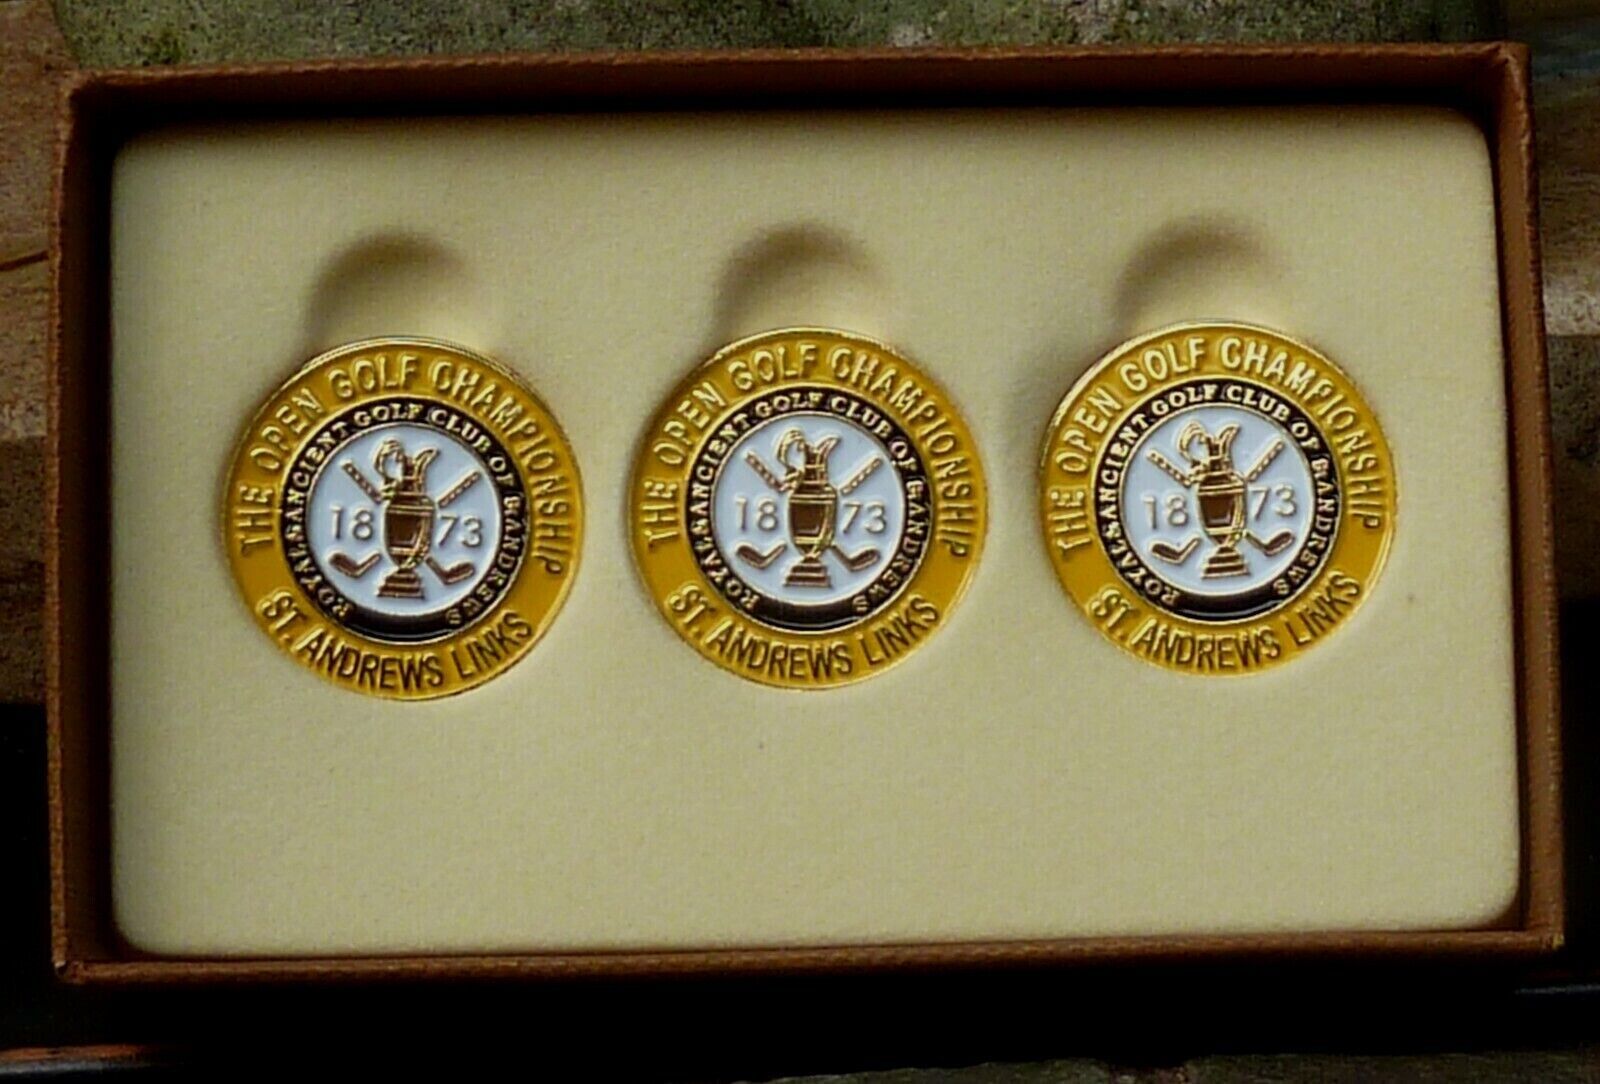 THE OPEN GOLF CHAMPIONSHIP
ROYAL&ANCIENT GOLF CLUB OF ST.ANDREWS
18 73
ST. ANDREWS LINKS
THE OPEN GOLF CHAMPIONSHIP
ROYAL&ANCIENT GOLF CLUB OF ST.ANDREWS
18 73
ST. ANDREWS LINKS
THE OPEN GOLF CHAMPIONSHIP
ROYAL&ANCIENT GOLF CLUB OF ST.ANDREWS
18 73
ST. ANDREWS LINKS